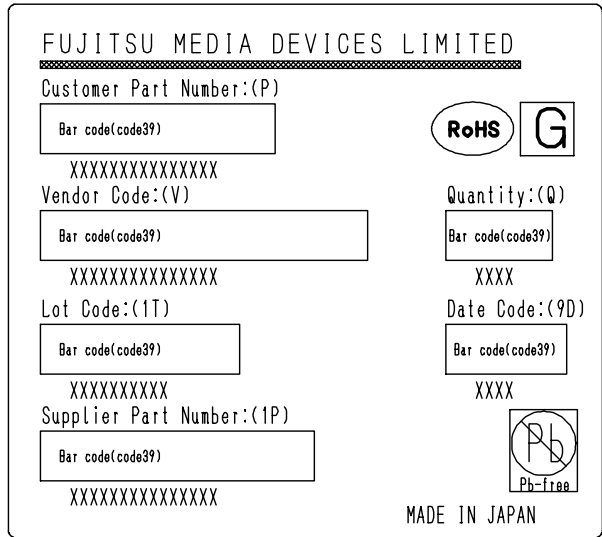 FUJITSU MEDIA DEVICES LIMITED
Customer Part Number:(P)
Bar code(code39)
XXXXXXXXXXXXXXX
RoHS G
Vendor Code:(V)
Bar code(code39)
XXXXXXXXXXXXXXX
Quantity:(Q)
Bar code(code39)
XXXX
Lot Code:(1T)
Bar code(code39)
XXXXXXXXXX
Date Code:(9D)
Bar code(code39)
XXXX
Supplier Part Number:(1P)
Bar code(code39)
XXXXXXXXXXXXXXX
Pb
Pb-free
MADE IN JAPAN